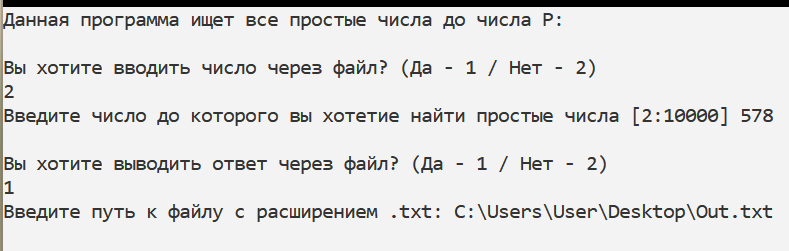 Данная программа ищет все простые числа до числа P:
Вы хотите вводить число через файл? (Да - 1 / Нет - 2)
2
Введите число до которого вы хотетие найти простые числа [2:10000] 578
Вы хотите выводить ответ через файл? (Да - 1 / Нет - 2)
1
Введите путь к файлу с расширением .txt: C:\Users\User\Desktop\Out.txt